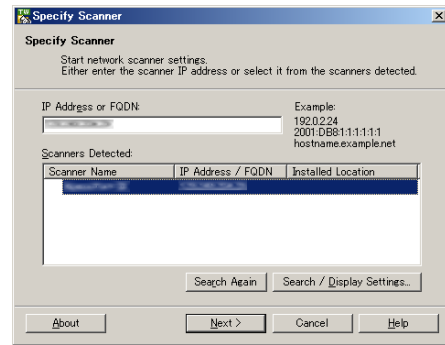 Specify Scanner
Specify Scanner
Start network scanner settings.
Either enter the scanner IP address or select it from the scanners detected.
IP Address or FQDN:
Example:
192.0.2.24
2001:DB8:1:1:1:1:1
hostname.example.net
Scanners Detected:
Scanner Name IP Address / FQDN Installed Location
Search Again Search / Display Settings...
About Next > Cancel Help